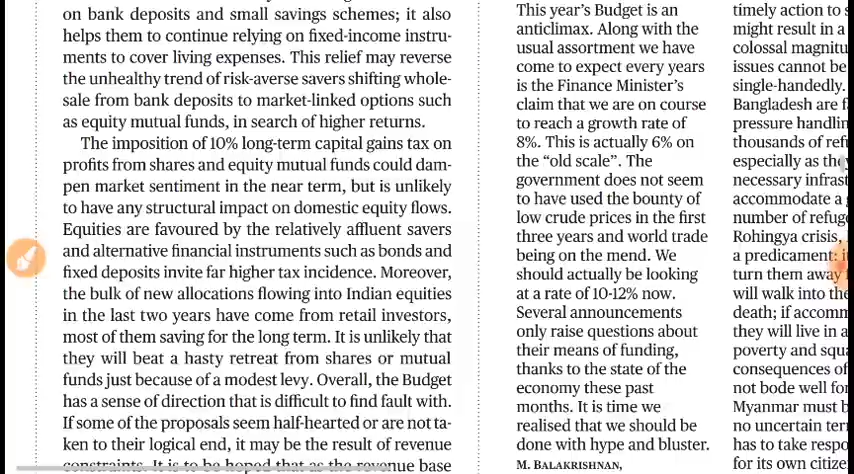 on bank deposits and small savings schemes; it also
helps them to continue relying on fixed-income instru-
ments to cover living expenses. This relief may reverse
the unhealthy trend of risk-averse savers shifting whole-
sale from bank deposits to market-linked options such
as equity mutual funds, in search of higher returns.
The imposition of 10% long-term capital gains tax on
profits from shares and equity mutual funds could dam-
pen market sentiment in the near term, but is unlikely
to have any structural impact on domestic equity flows.
Equities are favoured by the relatively affluent savers
and alternative financial instruments such as bonds and
fixed deposits invite far higher tax incidence. Moreover,
the bulk of new allocations flowing into Indian equities
in the last two years have come from retail investors,
most of them saving for the long term. It is unlikely that
they will beat a hasty retreat from shares or mutual
funds just because of a modest levy. Overall, the Budget
has a sense of direction that is difficult to find fault with.
If some of the proposals seem half-hearted or are not ta-
ken to their logical end, it may be the result of revenue
constraints. It is to be hoped that as the revenue base
This year's Budget is an
anticlimax. Along with the
usual assortment we have
come to expect every years
is the Finance Minister's
claim that we are on course
to reach a growth rate of
8%. This is actually 6% on
the “old scale”. The
government does not seem
to have used the bounty of
low crude prices in the first
three years and world trade
being on the mend. We
should actually be looking
at a rate of 10-12% now.
Several announcements
only raise questions about
their means of funding,
thanks to the state of the
economy these past
months. It is time we
realised that we should be
done with hype and bluster.
M. BALAKRISHNAN,
timely action to
might result in a
colossal
issues cannot be
single-handedly.
Bangladesh are
pressure
thousands of
especially as
necessary
accommodate a
number of
Rohingya crisis,
a predicament:
turn them away
will walk into
death; if
they will live in a
poverty and
consequences of
not bode well
Myanmar must
no uncertain
has to take
for its own